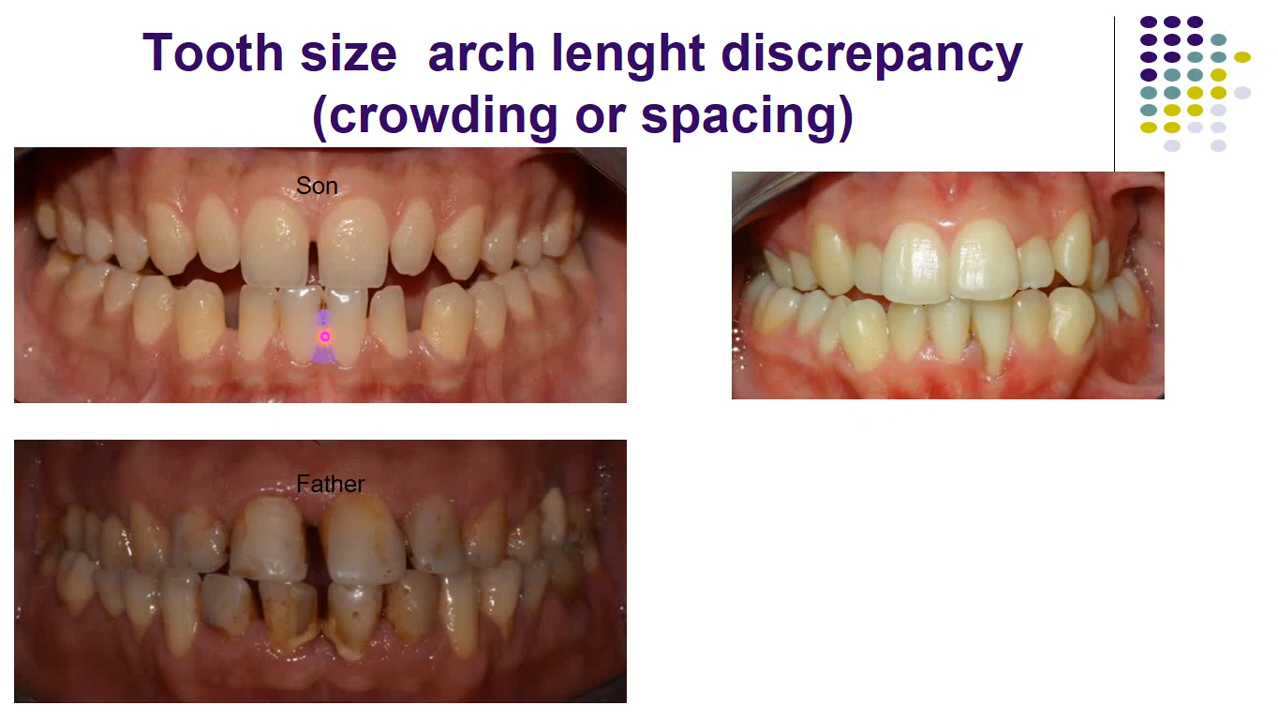 Tooth size  arch lenght discrepancy
(crowding or spacing)
Son
Father